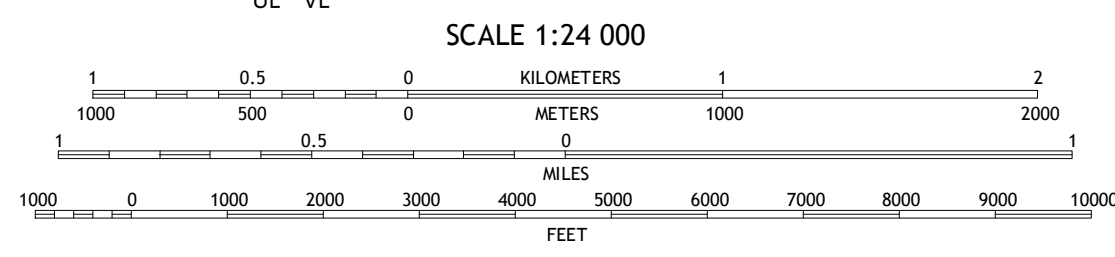 SCALE 1:24 000
1 0.5 0 KILOMETERS 1 2
1000 500 0 METERS 1000 2000
1 0.5 0 1
MILES
1000 0 1000 2000 3000 4000 5000 6000 7000 8000 9000 10000
FEET